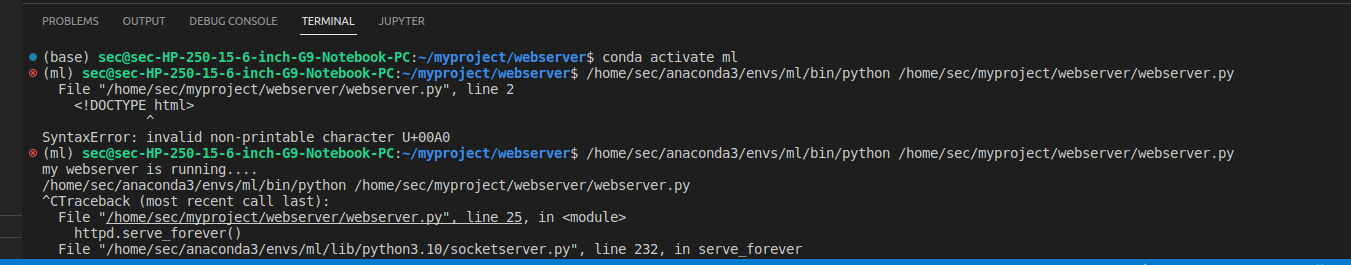 PROBLEMS OUTPUT DEBUG CONSOLE TERMINAL JUPYTER
(base) sec@sec-HP-250-15-6-inch-G9-Notebook-PC:~/myproject/webserver$ conda activate ml
(ml) sec@sec-HP-250-15-6-inch-G9-Notebook-PC:~/myproject/webserver$ /home/sec/anaconda3/envs/ml/bin/python /home/sec/myproject/webserver/webserver.py
  File "/home/sec/myproject/webserver/webserver.py", line 2
    <!DOCTYPE html>
             ^
SyntaxError: invalid non-printable character U+00A0
(ml) sec@sec-HP-250-15-6-inch-G9-Notebook-PC:~/myproject/webserver$ /home/sec/anaconda3/envs/ml/bin/python /home/sec/myproject/webserver/webserver.py
my webserver is running....
/home/sec/anaconda3/envs/ml/bin/python /home/sec/myproject/webserver/webserver.py
^CTraceback (most recent call last):
  File "/home/sec/myproject/webserver/webserver.py", line 25, in <module>
    httpd.serve_forever()
  File "/home/sec/anaconda3/envs/ml/lib/python3.10/socketserver.py", line 232, in serve_forever